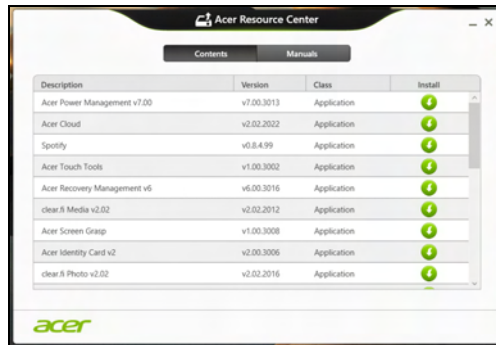 Acer Resource Center
Contents Manuals
Description Version Class Install
Acer Power Management v7.00 v7.00.3013 Application
Acer Cloud v2.02.2022 Application
Spotify v0.8.4.99 Application
Acer Touch Tools v1.00.3002 Application
Acer Recovery Management v6 v6.00.3016 Application
clear.fi Media v2.02 v2.02.2012 Application
Acer Screen Grasp v1.00.3008 Application
Acer Identity Card v2 v2.00.3006 Application
clear.fi Photo v2.02 v2.02.2016 Application
acer